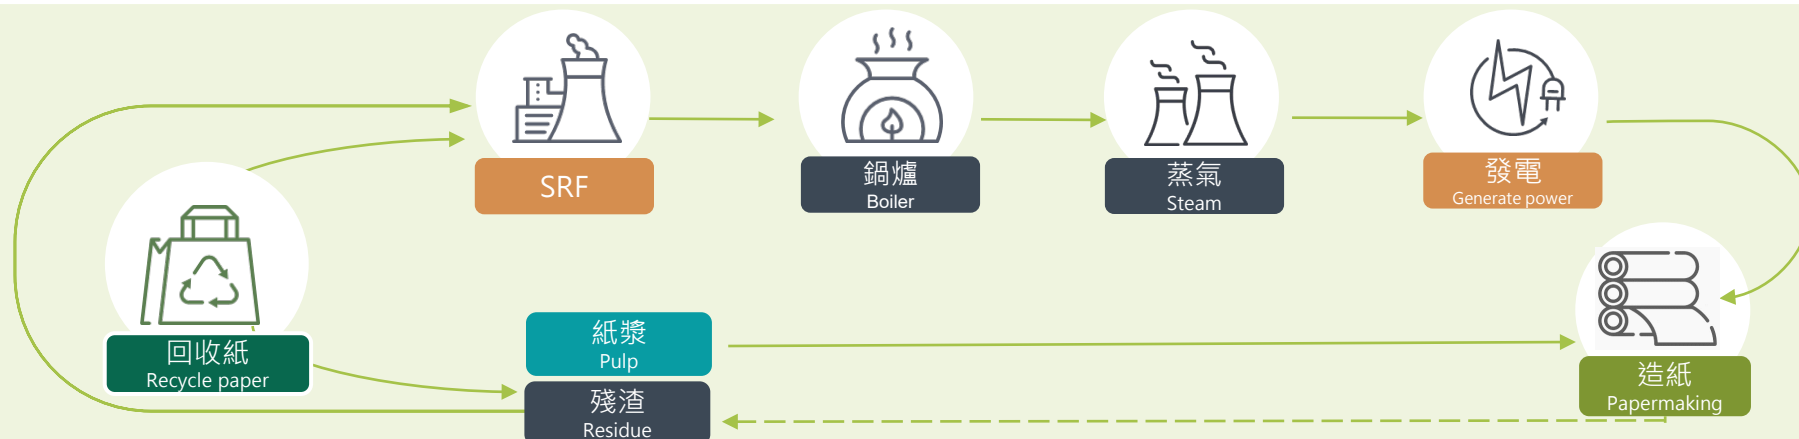 SRF
鍋爐
Boiler
蒸氣
Steam
發電
Generate power
回收紙
Recycle paper
紙漿
Pulp
殘渣
Residue
造紙
Papermaking